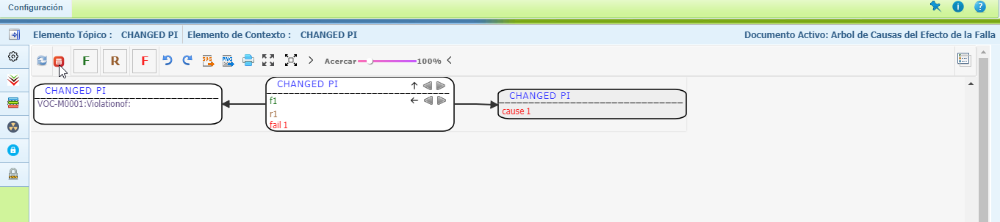 Configuración
Elemento Tópico : CHANGED PI Elemento de Contexto : CHANGED PI Documento Activo: Arbol de Causas del Efecto de la Falla
F R F SVG PNG Acercar 100%
CHANGED PI
VOC-M0001:Violationof:
CHANGED PI
f1
r1
fail 1
CHANGED PI
cause 1